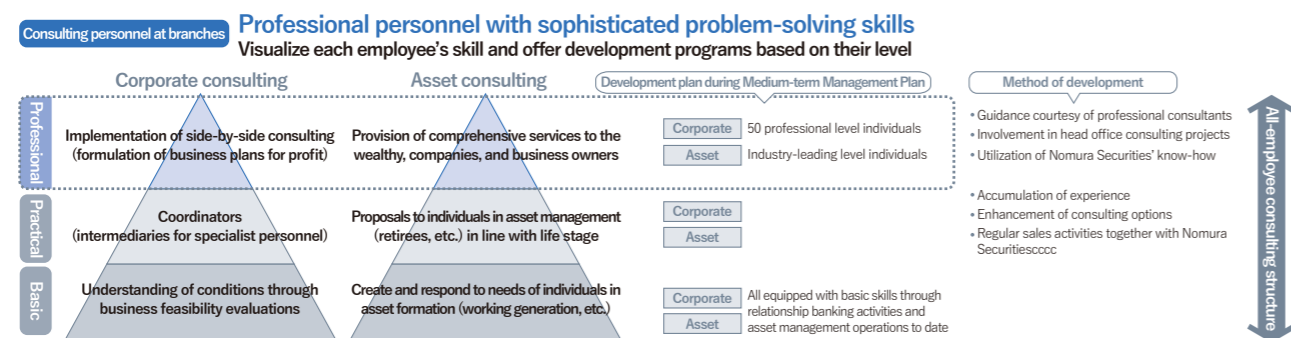 Consulting personnel at branches
Professional personnel with sophisticated problem-solving skills
Visualize each employee's skill and offer development programs based on their level
Corporate consulting
Asset consulting
Development plan during Medium-term Management Plan
Method of development
Professional
Implementation of side-by-side consulting
(formulation of business plans for profit)
Provision of comprehensive services to the
wealthy, companies, and business owners
Corporate
50 professional level individuals
Asset
Industry-leading level individuals
• Guidance courtesy of professional consultants
• Involvement in head office consulting projects
• Utilization of Nomura Securities' know-how
Practical
Coordinators
(intermediaries for specialist personnel)
Proposals to individuals in asset management
(retirees, etc.) in line with life stage
Corporate
Asset
• Accumulation of experience
• Enhancement of consulting options
• Regular sales activities together with Nomura
Securitiescccc
Basic
Understanding of conditions through
business feasibility evaluations
Create and respond to needs of individuals in
asset formation (working generation, etc.)
Corporate
Asset
All equipped with basic skills through
relationship banking activities and
asset management operations to date
All-employee consulting structure